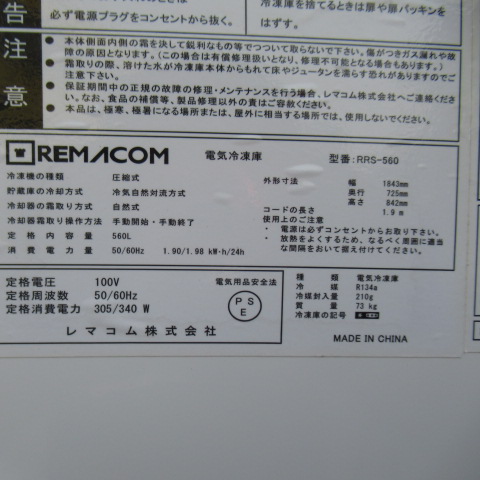 告
注
意
必ず電源プラグをコンセントから抜く。
冷凍庫を捨てるときは扉や扉パッキンを
はずす。
● 本体側面内側の霜を決して鋭利なもの等でつついて取らないで下さい。傷がつきガス漏れや故
障の原因となります。(この場合は有償修理扱いとなり、修理不可能となる場合もあります。)
● 霜取りの際、溶けた水が冷凍庫本体からもれて床やジュータンを濡らす恐れがありますのでご
注意下さい。
● 保証期間中の正規の故障の修理・メンテナンスを行う場合、レマコム株式会社へご連絡くださ
い。なお、食品の補償等、製品修理以外の責はご容赦ください。
● 本品は、極寒、極暑になる場所または、屋外に相当する場所では、使用しないでください。
REMACOM 電気冷凍庫 型番:RRS-560
冷凍機の種類 圧縮式
貯蔵庫の冷却方式 冷気自然対流方式
冷却器の霜取り方式 自然式
冷却器霜取り操作方法 手動開始・手動終了
定格内容量 560L
消費電力量 50/60Hz 1.90/1.98 kW·h/24h
外形寸法 幅 1843mm
奥行 725mm
高さ 842mm
コードの長さ 1.9 m
使用上のご注意
・電源は必ずコンセントからお取り下さい。
・放熱をよくするため、なるべく周囲に適当
な間隔をおいて据えつけてください。
定格電圧 100V
定格周波数 50/60Hz
定格消費電力 305/340 W
レマコム株式会社
電気用品安全法
PS
E
種類 電気冷凍庫
冷媒 R134a
冷媒封入量 210g
質量 73 kg
冷凍庫の記号
MADE IN CHINA